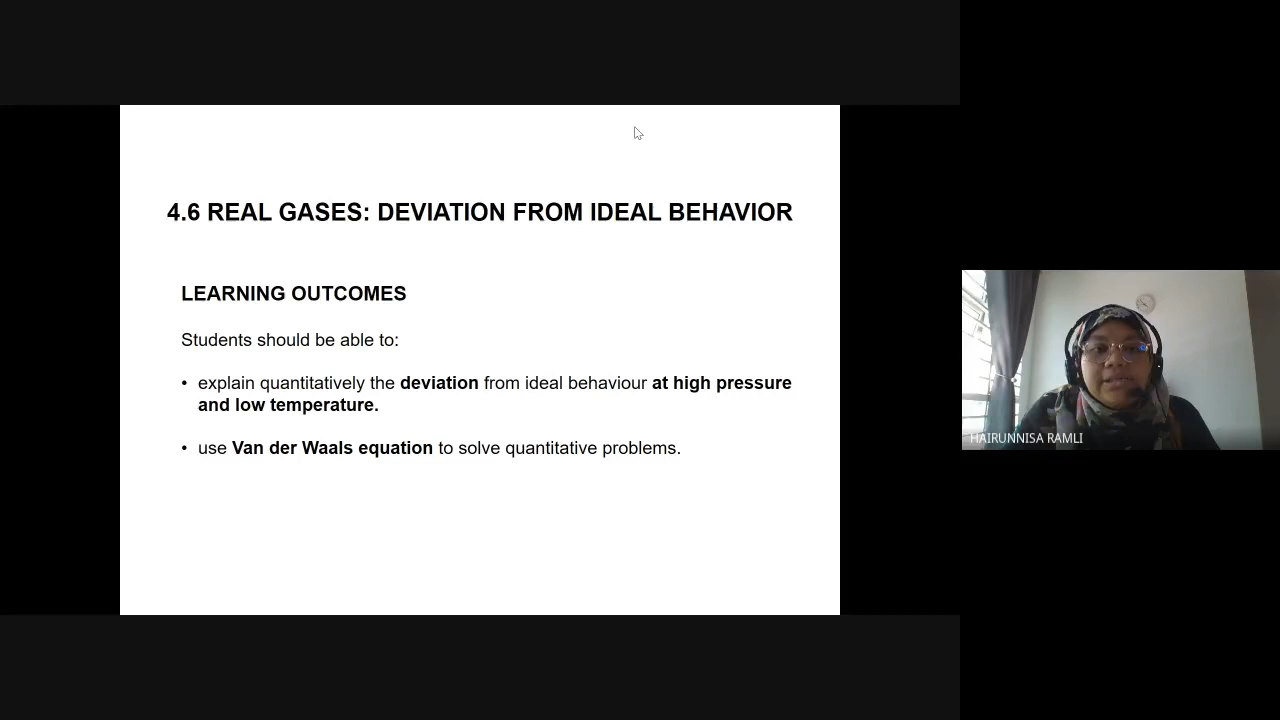 4.6 REAL GASES: DEVIATION FROM IDEAL BEHAVIOR
LEARNING OUTCOMES
Students should be able to:
• explain quantitatively the deviation from ideal behaviour at high pressure
and low temperature.
• use Van der Waals equation to solve quantitative problems.
HAIRUNNISA RAMLI